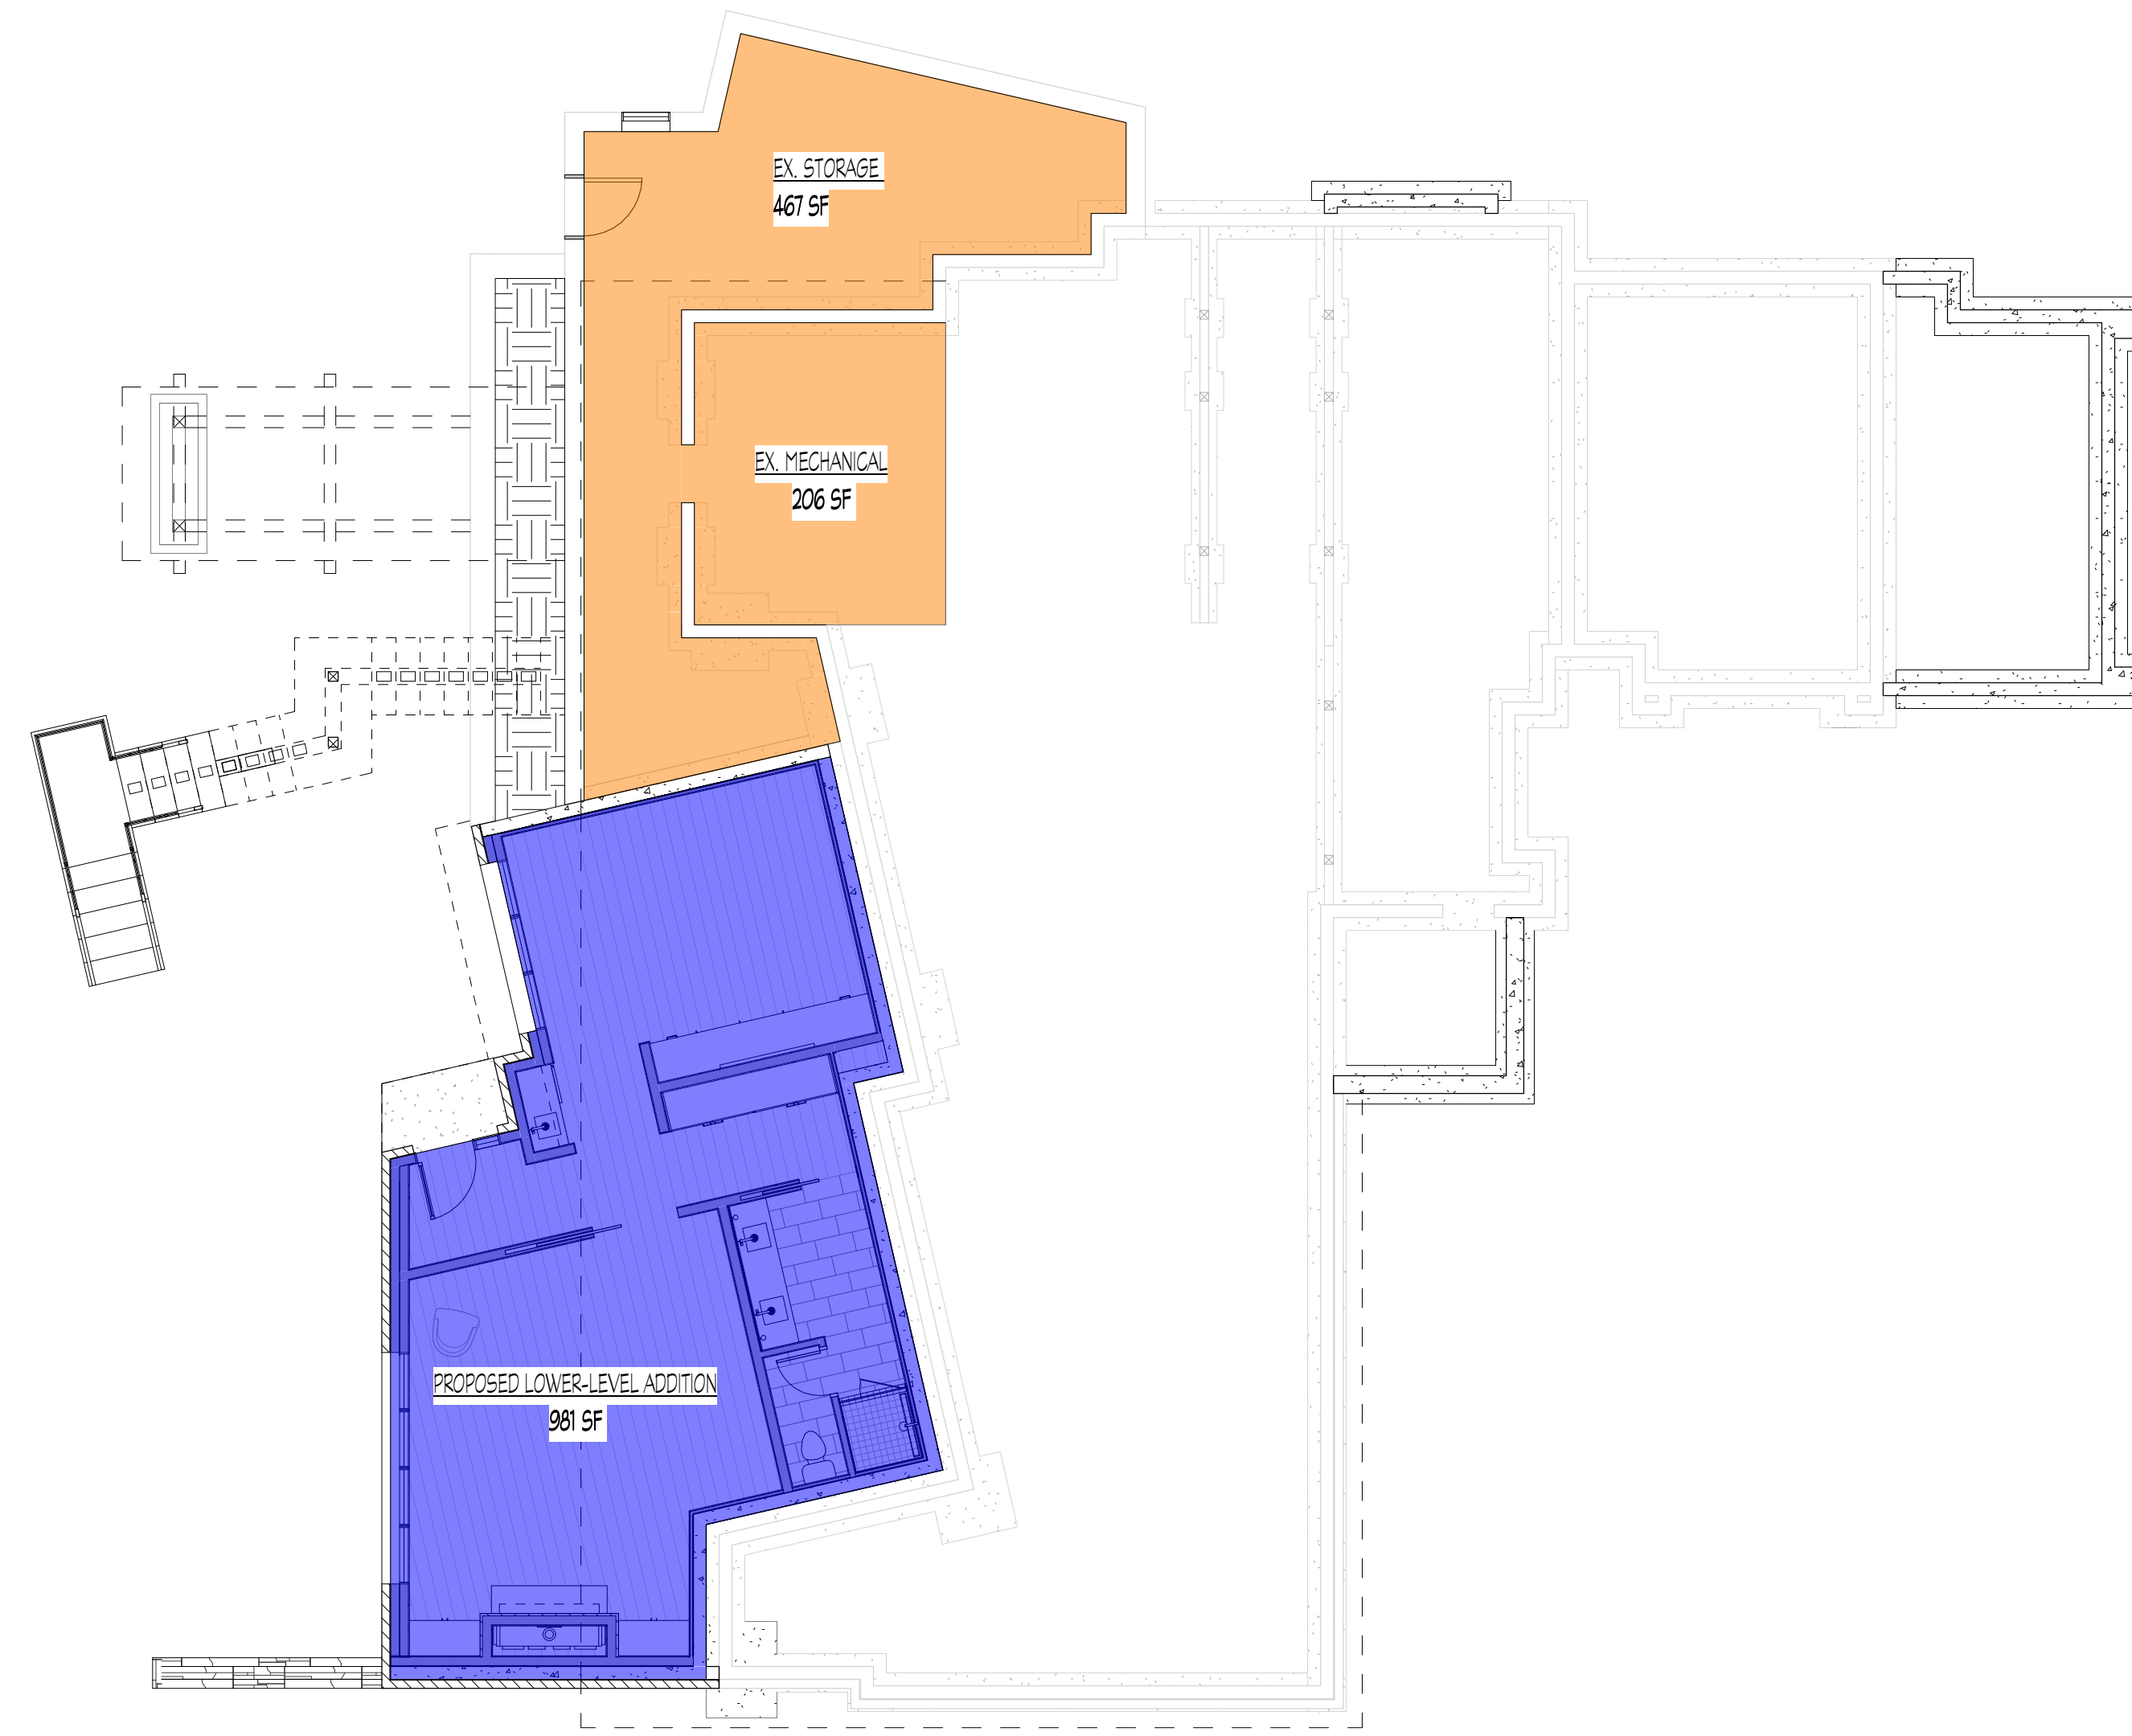 EX. STORAGE
467 SF
EX. MECHANICAL
206 SF
PROPOSED LOWER-LEVEL ADDITION
981 SF